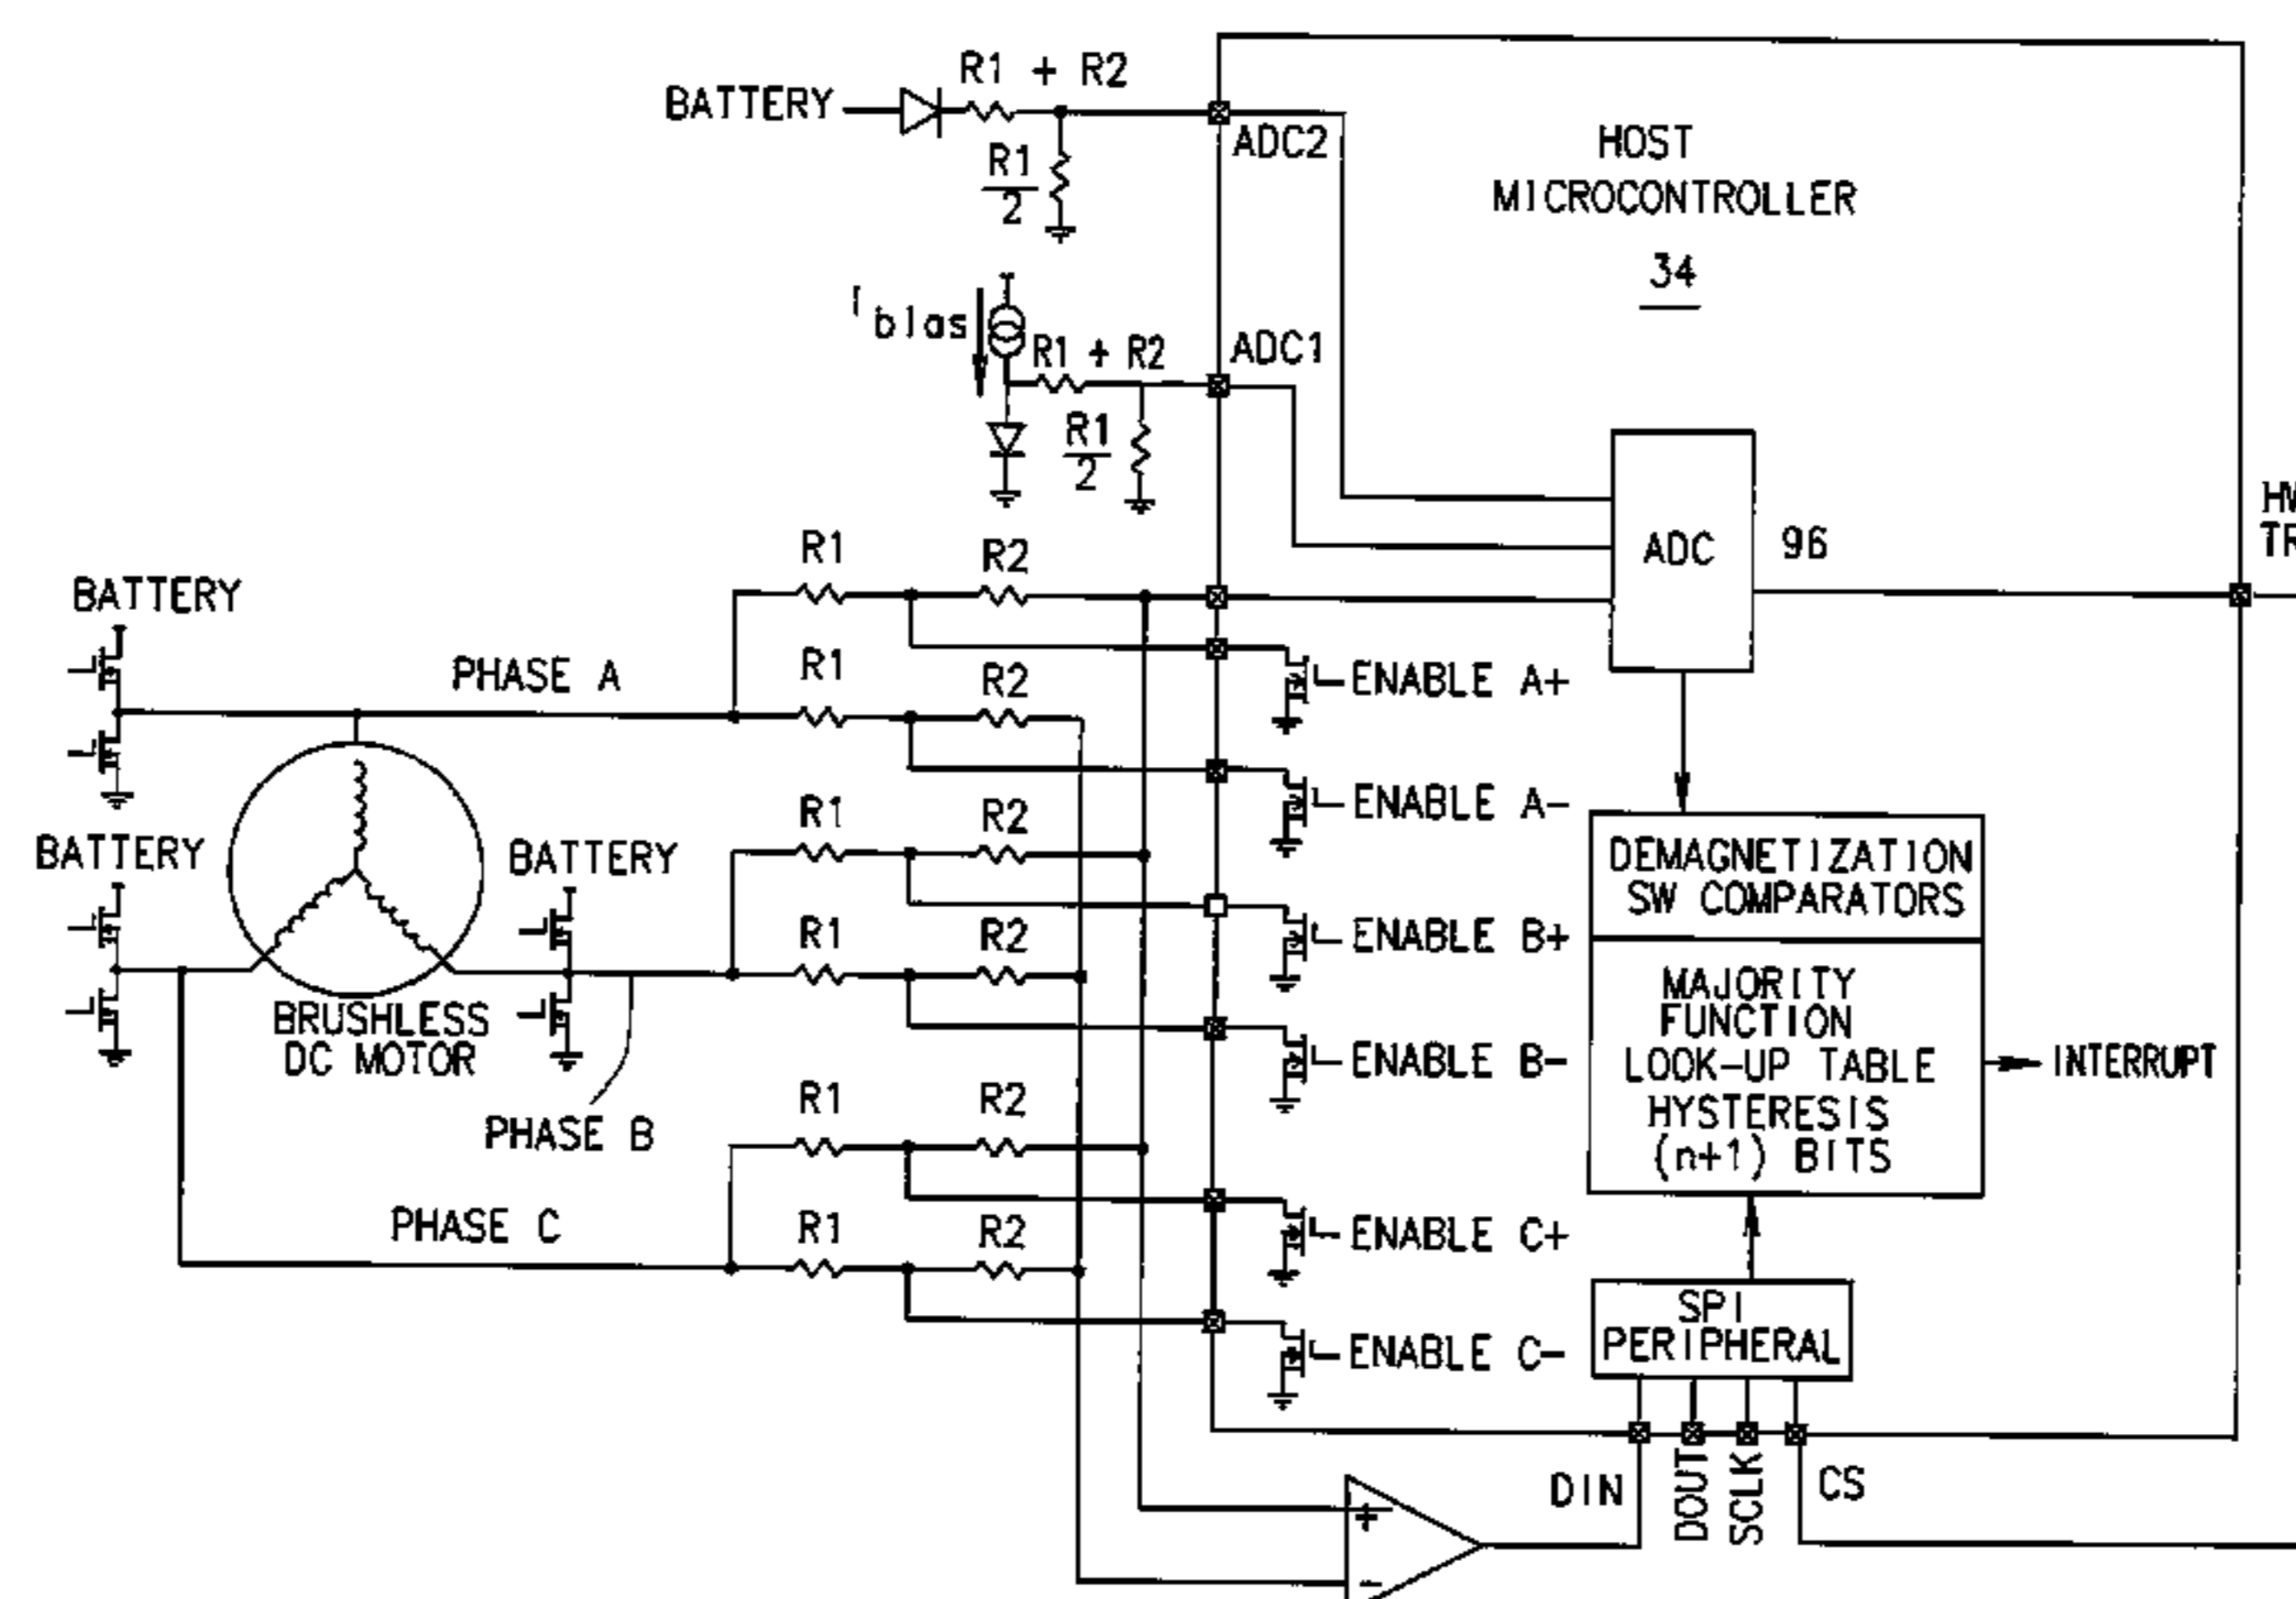 R1 + R2
BATTERY
ADC2
R1
2
HOST
MICROCONTROLLER
34
Ibias
R1 + R2
ADC1
R1
2
ADC
96
HW
TR
R1
R2
BATTERY
PHASE A
R1
R2
ENABLE A+
ENABLE A-
R1
R2
BATTERY
BATTERY
DEMAGNETIZATION
SW COMPARATORS
ENABLE B+
R1
R2
BRUSHLESS
DC MOTOR
MAJORITY
FUNCTION
LOOK-UP TABLE
HYSTERESIS
(n+1) BITS
INTERRUPT
ENABLE B-
PHASE B
R1
R2
PHASE C
R1
R2
ENABLE C+
SPI
PERIPHERAL
ENABLE C-
DIN
DOUT
SCLK
CS
+
-